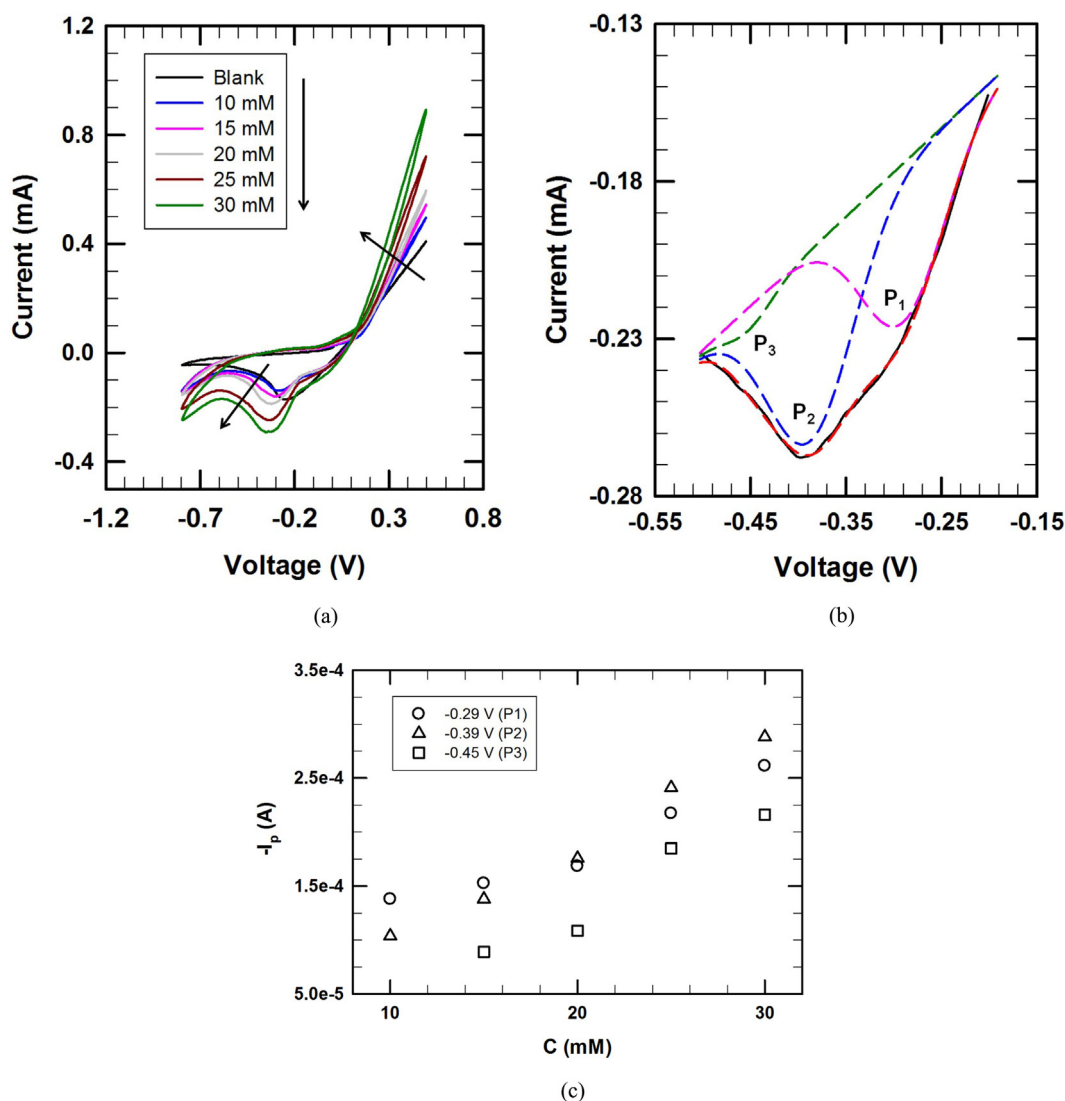 1.2
0.8
0.4
0.0
-0.4
Current (mA)
Blank
10 mM
15 mM
20 mM
25 mM
30 mM
-1.2 -0.7 -0.2 0.3 0.8
Voltage (V)
(a)
-0.13
-0.18
-0.23
-0.28
Current (mA)
P1
P3
P2
-0.55 -0.45 -0.35 -0.25 -0.15
Voltage (V)
(b)
3.5e-4
2.5e-4
1.5e-4
5.0e-5
-Ip (A)
-0.29 V (P1)
-0.39 V (P2)
-0.45 V (P3)
10 20 30
C (mM)
(c)